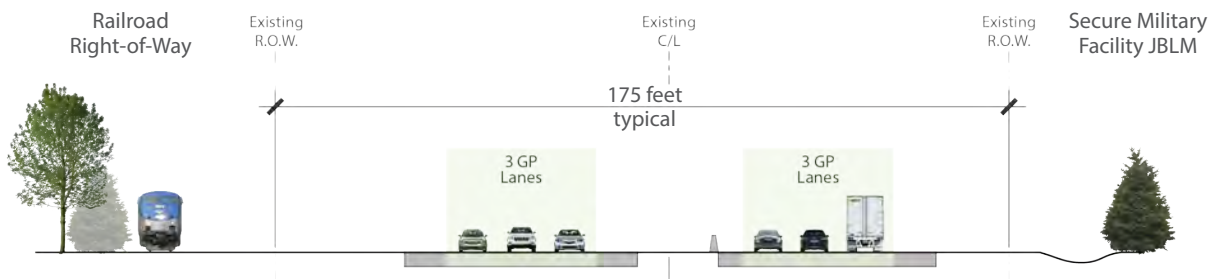 Railroad
Right-of-Way
Existing
R.O.W.
Existing
C/L
Existing
R.O.W.
Secure Military
Facility JBLM
175 feet
typical
3 GP
Lanes
3 GP
Lanes